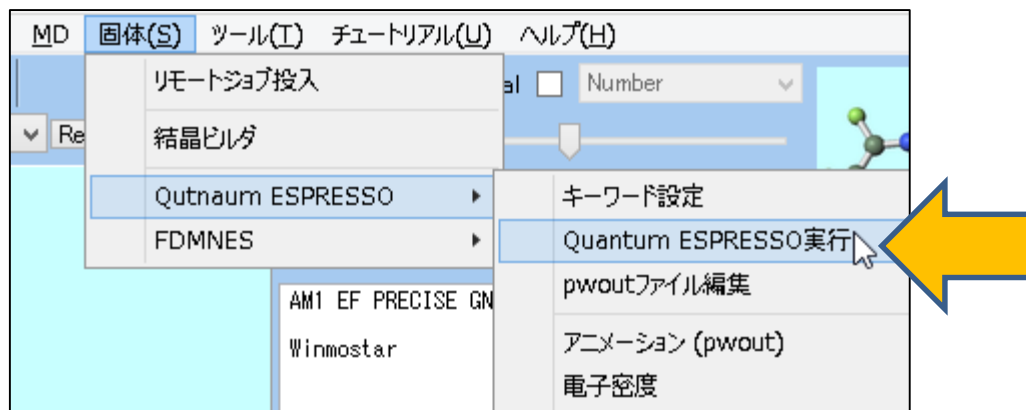 MD 固体(S) ツール(T) チュートリアル(U) ヘルプ(H)
リモートジョブ投入
al Number
Re
結晶ビルダ
Qutnaum ESPRESSO
キーワード設定
FDMNES
Quantum ESPRESSO実行
pwoutファイル編集
AM1 EF PRECISE GN
Winmostar
アニメーション (pwout)
電子密度